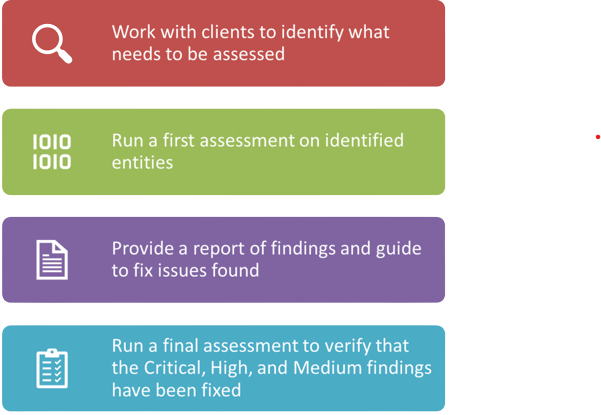 Work with clients to identify what
needs to be assessed
1010
1010
Run a first assessment on identified
entities
Provide a report of findings and guide
to fix issues found
Run a final assessment to verify that
the Critical, High, and Medium findings
have been fixed